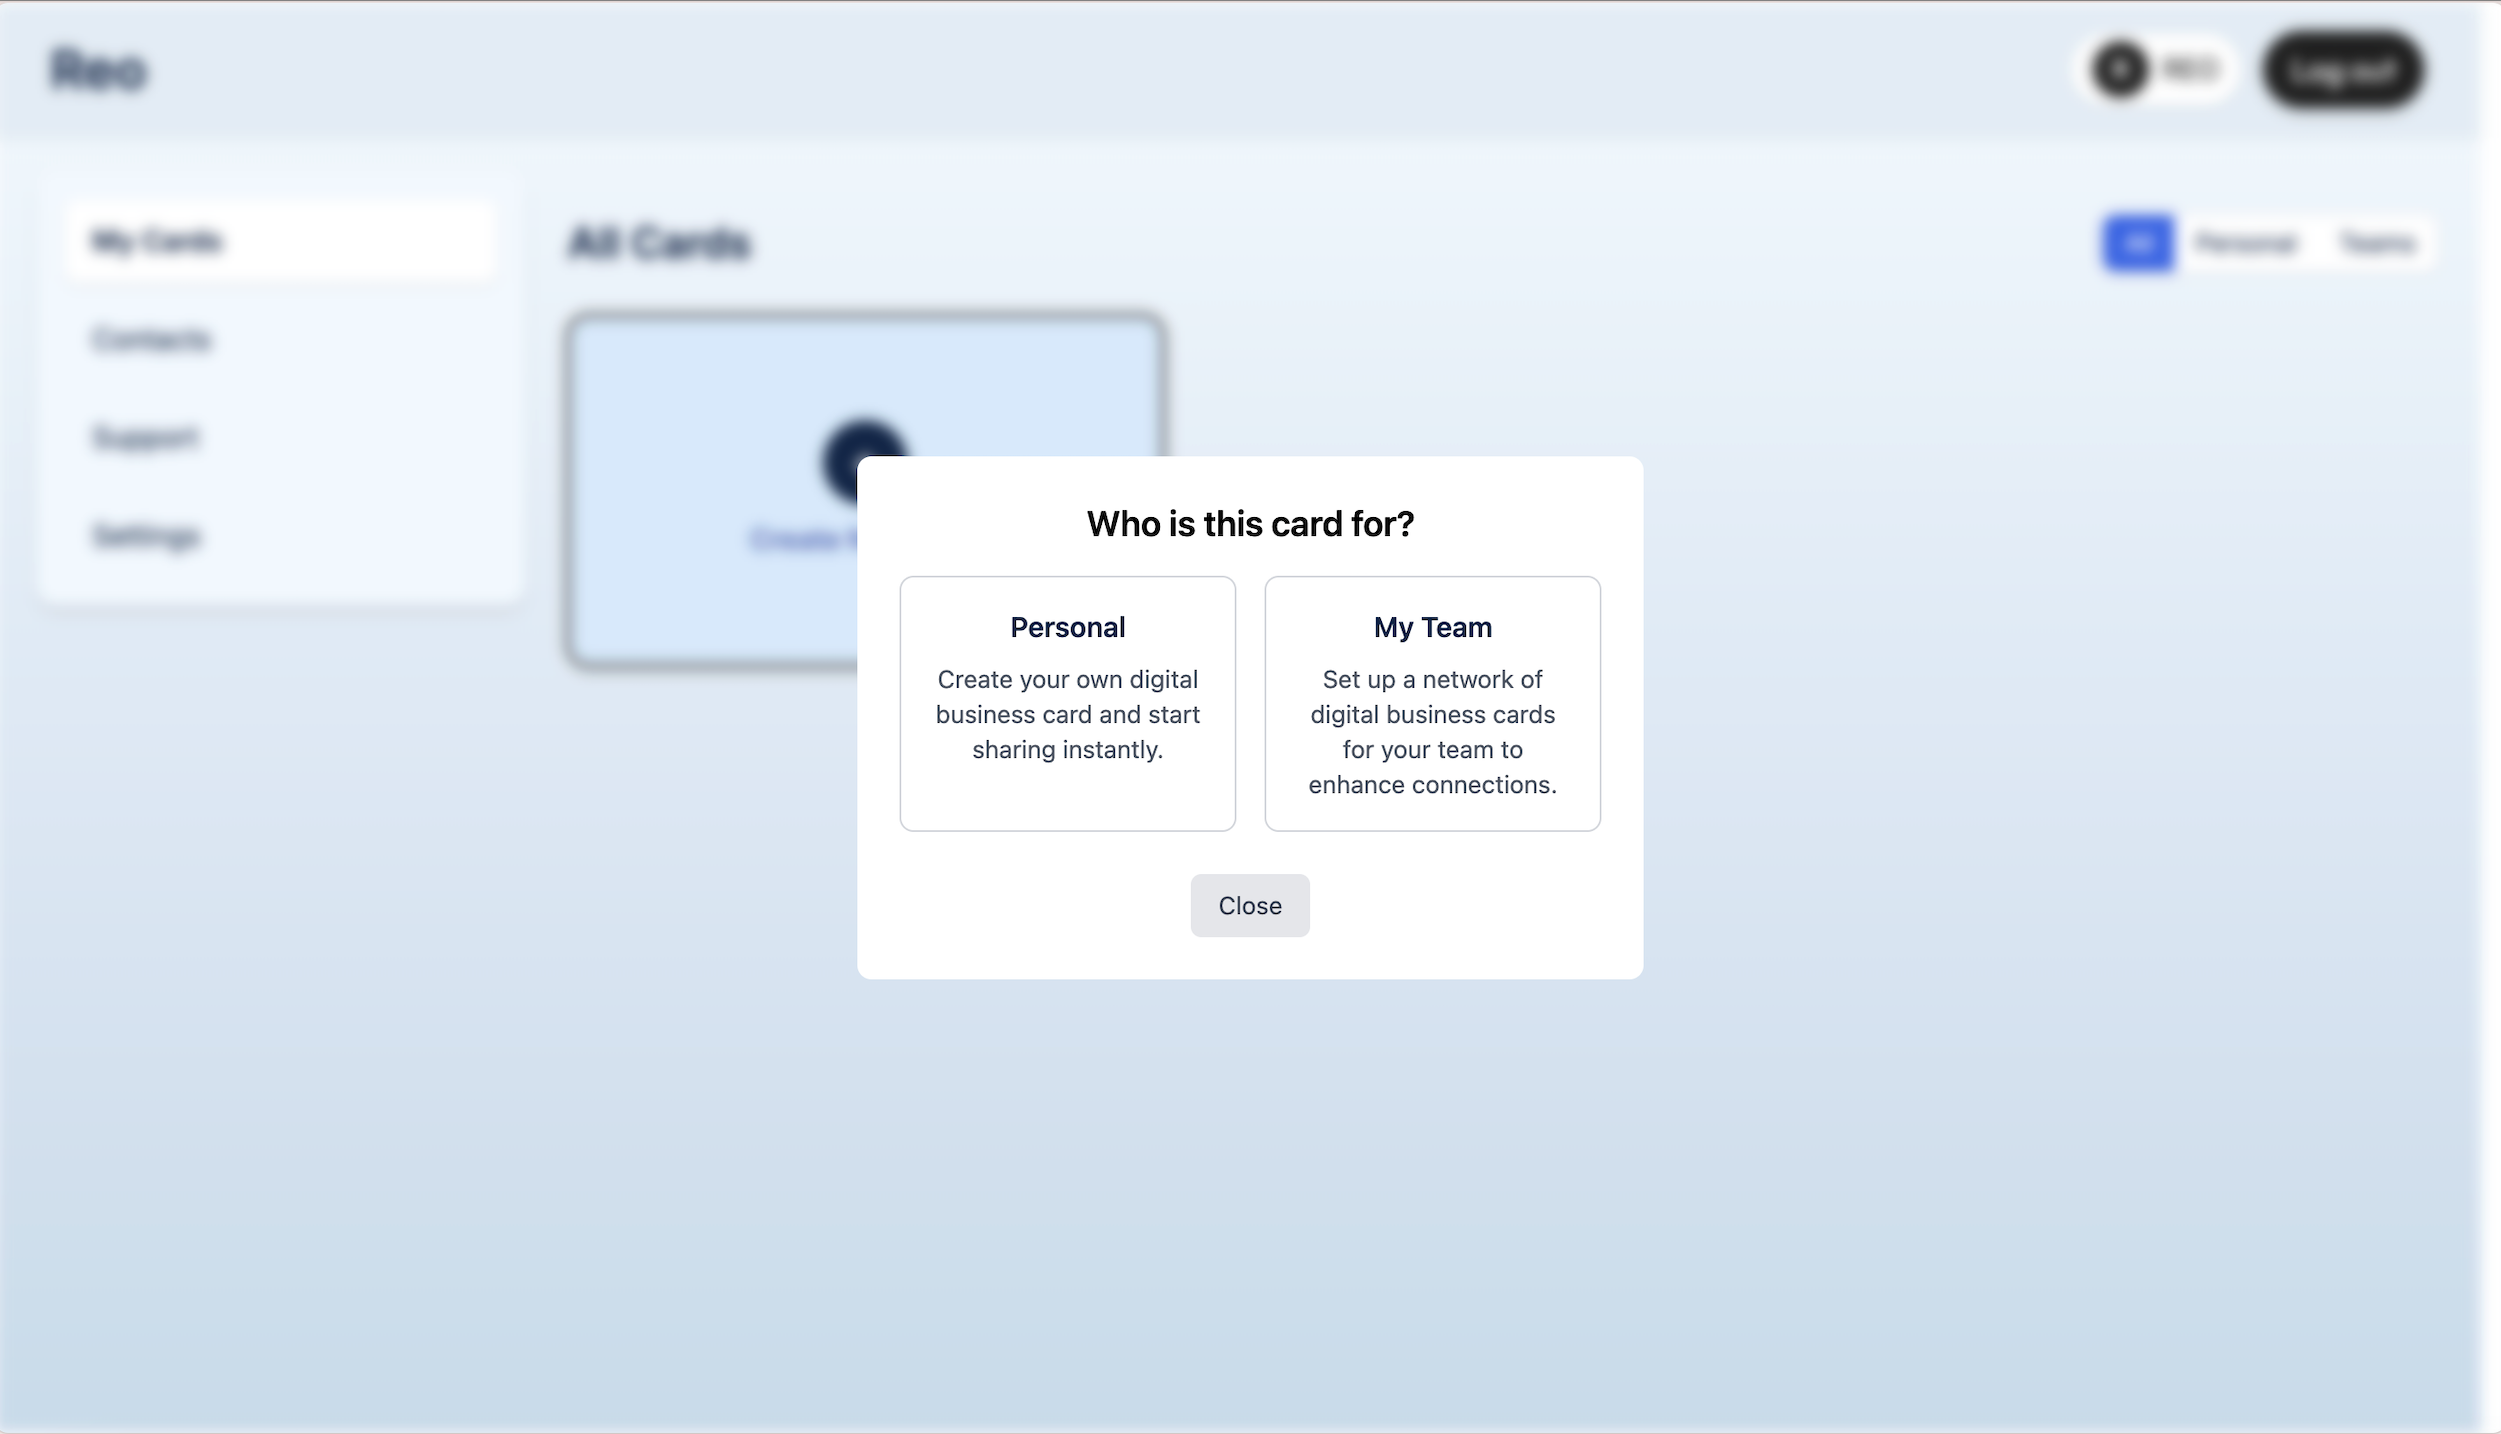 Reo
REO
Log out
My Cards
Contacts
Support
Settings
All Cards
All
Personal
Teams
Create
Who is this card for?
Personal
Create your own digital
business card and start
sharing instantly.
My Team
Set up a network of
digital business cards
for your team to
enhance connections.
Close